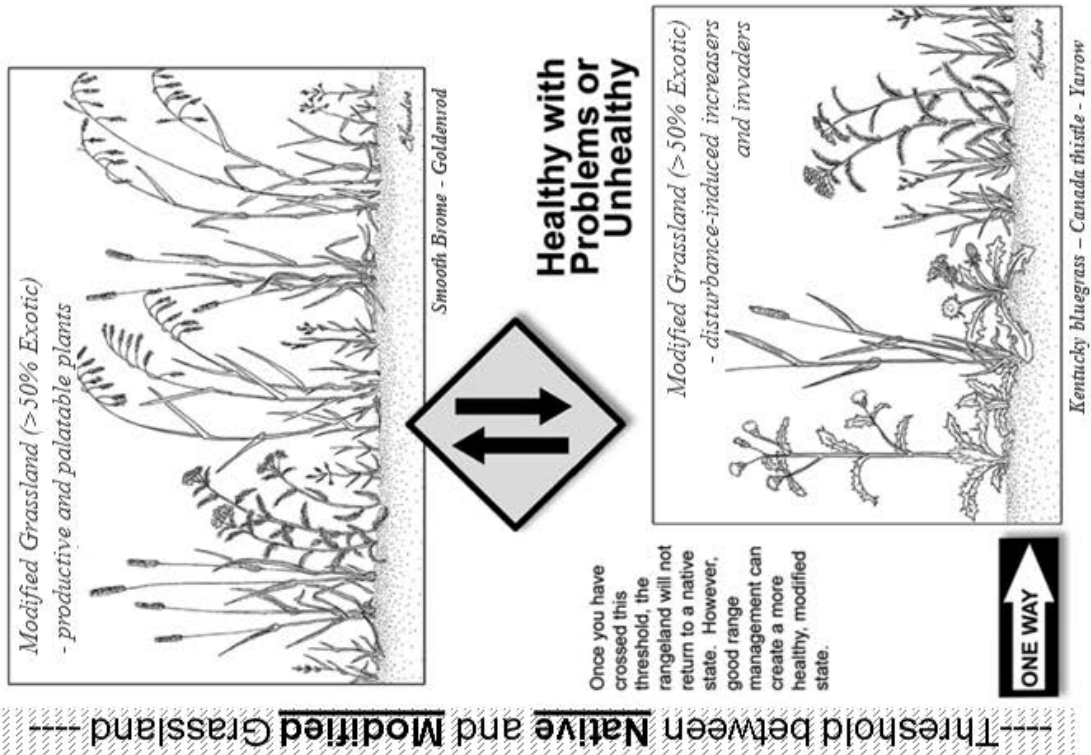 Modified Grassland (>50% Exotic)
- productive and palatable plants
Smooth Brome - Goldenrod
Healthy with
Problems or
Unhealthy
Modified Grassland (>50% Exotic)
- disturbance-induced increasers
and invaders
Kentucky bluegrass – Canada thistle - Yarrow
Once you have
crossed this
threshold, the
rangeland will not
return to a native
state. However,
good range
management can
create a more
healthy, modified
state.
ONE WAY
----Threshold between Native and Modified Grassland ----